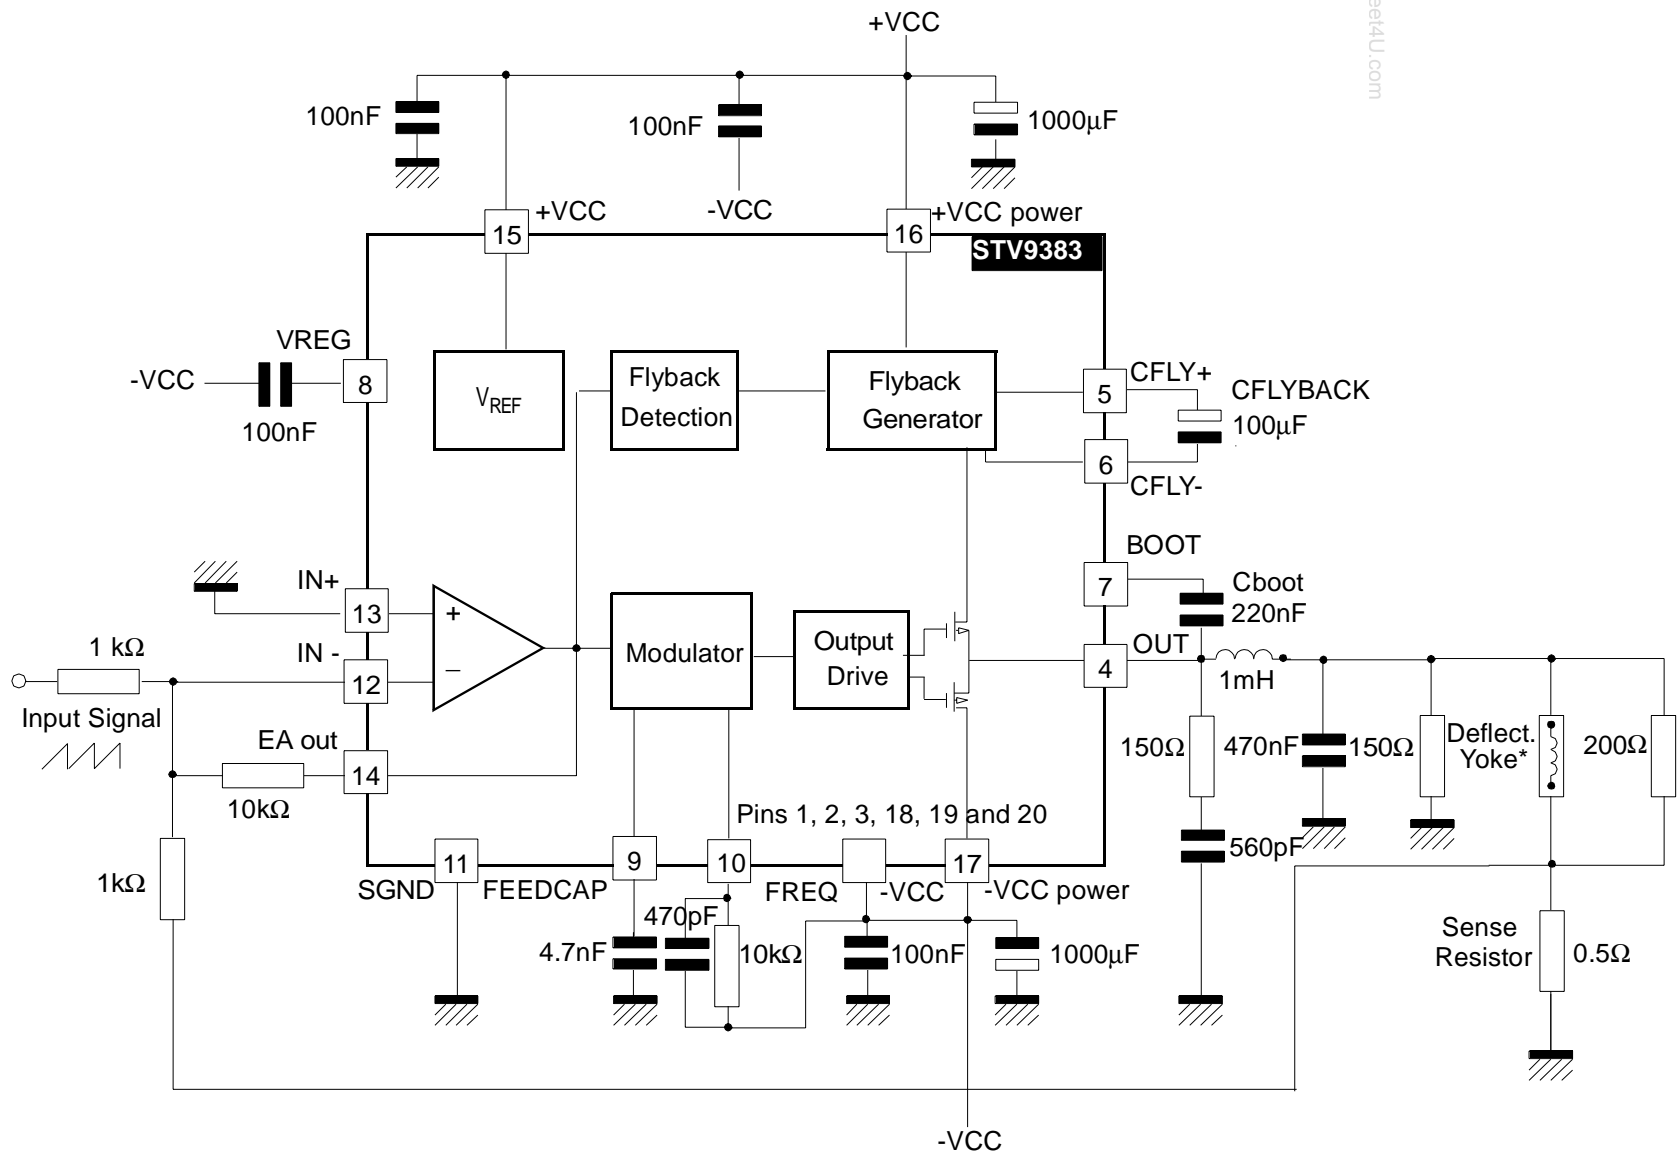 +VCC
eet4U.com
100nF
100nF
1000µF
+VCC
-VCC
+VCC power
15
16
STV9383
VREG
-VCC
8
100nF
VREF
Flyback
Detection
Flyback
Generator
CFLY+
5
CFLYBACK
100µF
6
CFLY-
BOOT
7
Cboot
220nF
IN+
13
+
IN -
12
–
1 kΩ
Input Signal
Modulator
Output
Drive
OUT
4
1mH
EA out
14
10kΩ
150Ω
470nF
150Ω
Deflect.
Yoke*
200Ω
Pins 1, 2, 3, 18, 19 and 20
560pF
1kΩ
11
9
10
17
SGND
FEEDCAP
FREQ
-VCC
-VCC power
470pF
4.7nF
10kΩ
100nF
1000µF
Sense
Resistor
0.5Ω
-VCC